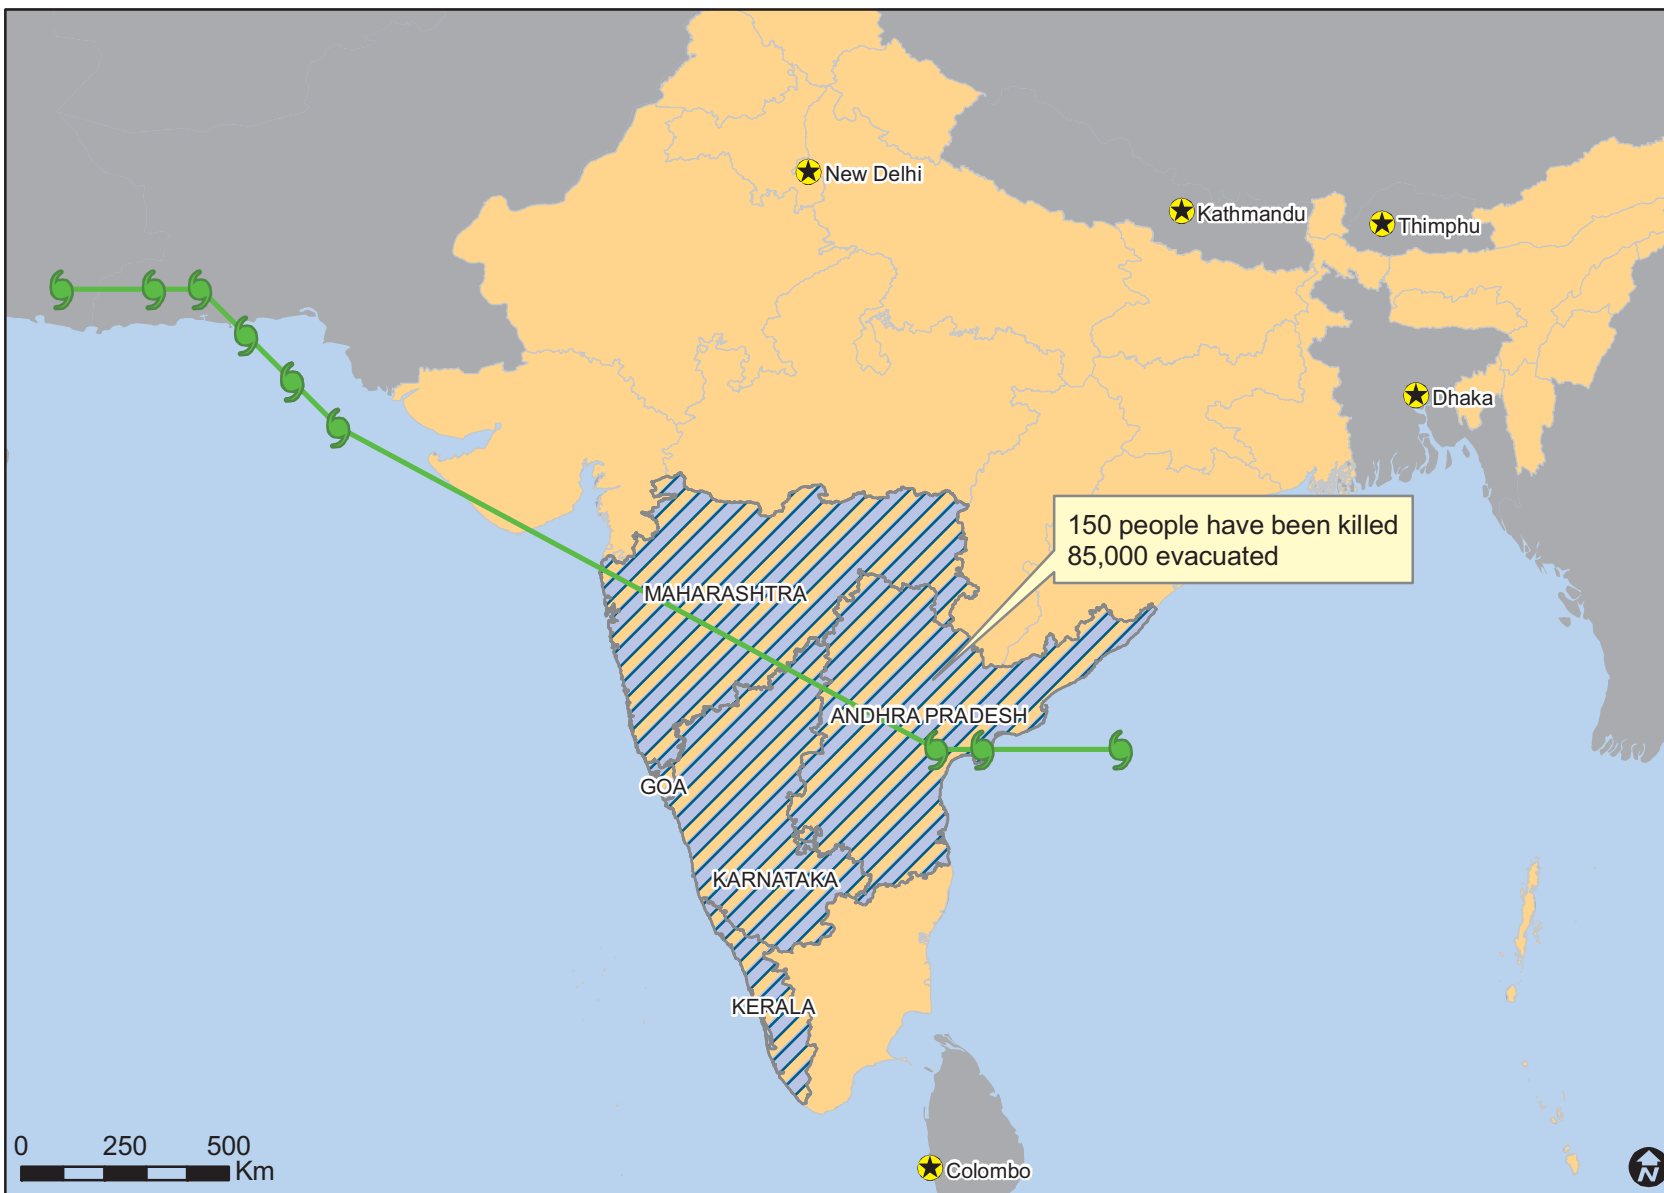 New Delhi
Kathmandu
Thimphu
Dhaka
150 people have been killed
85,000 evacuated
MAHARASHTRA
ANDHRA PRADESH
GOA
KARNATAKA
KERALA
0 250 500
Km
Colombo
N